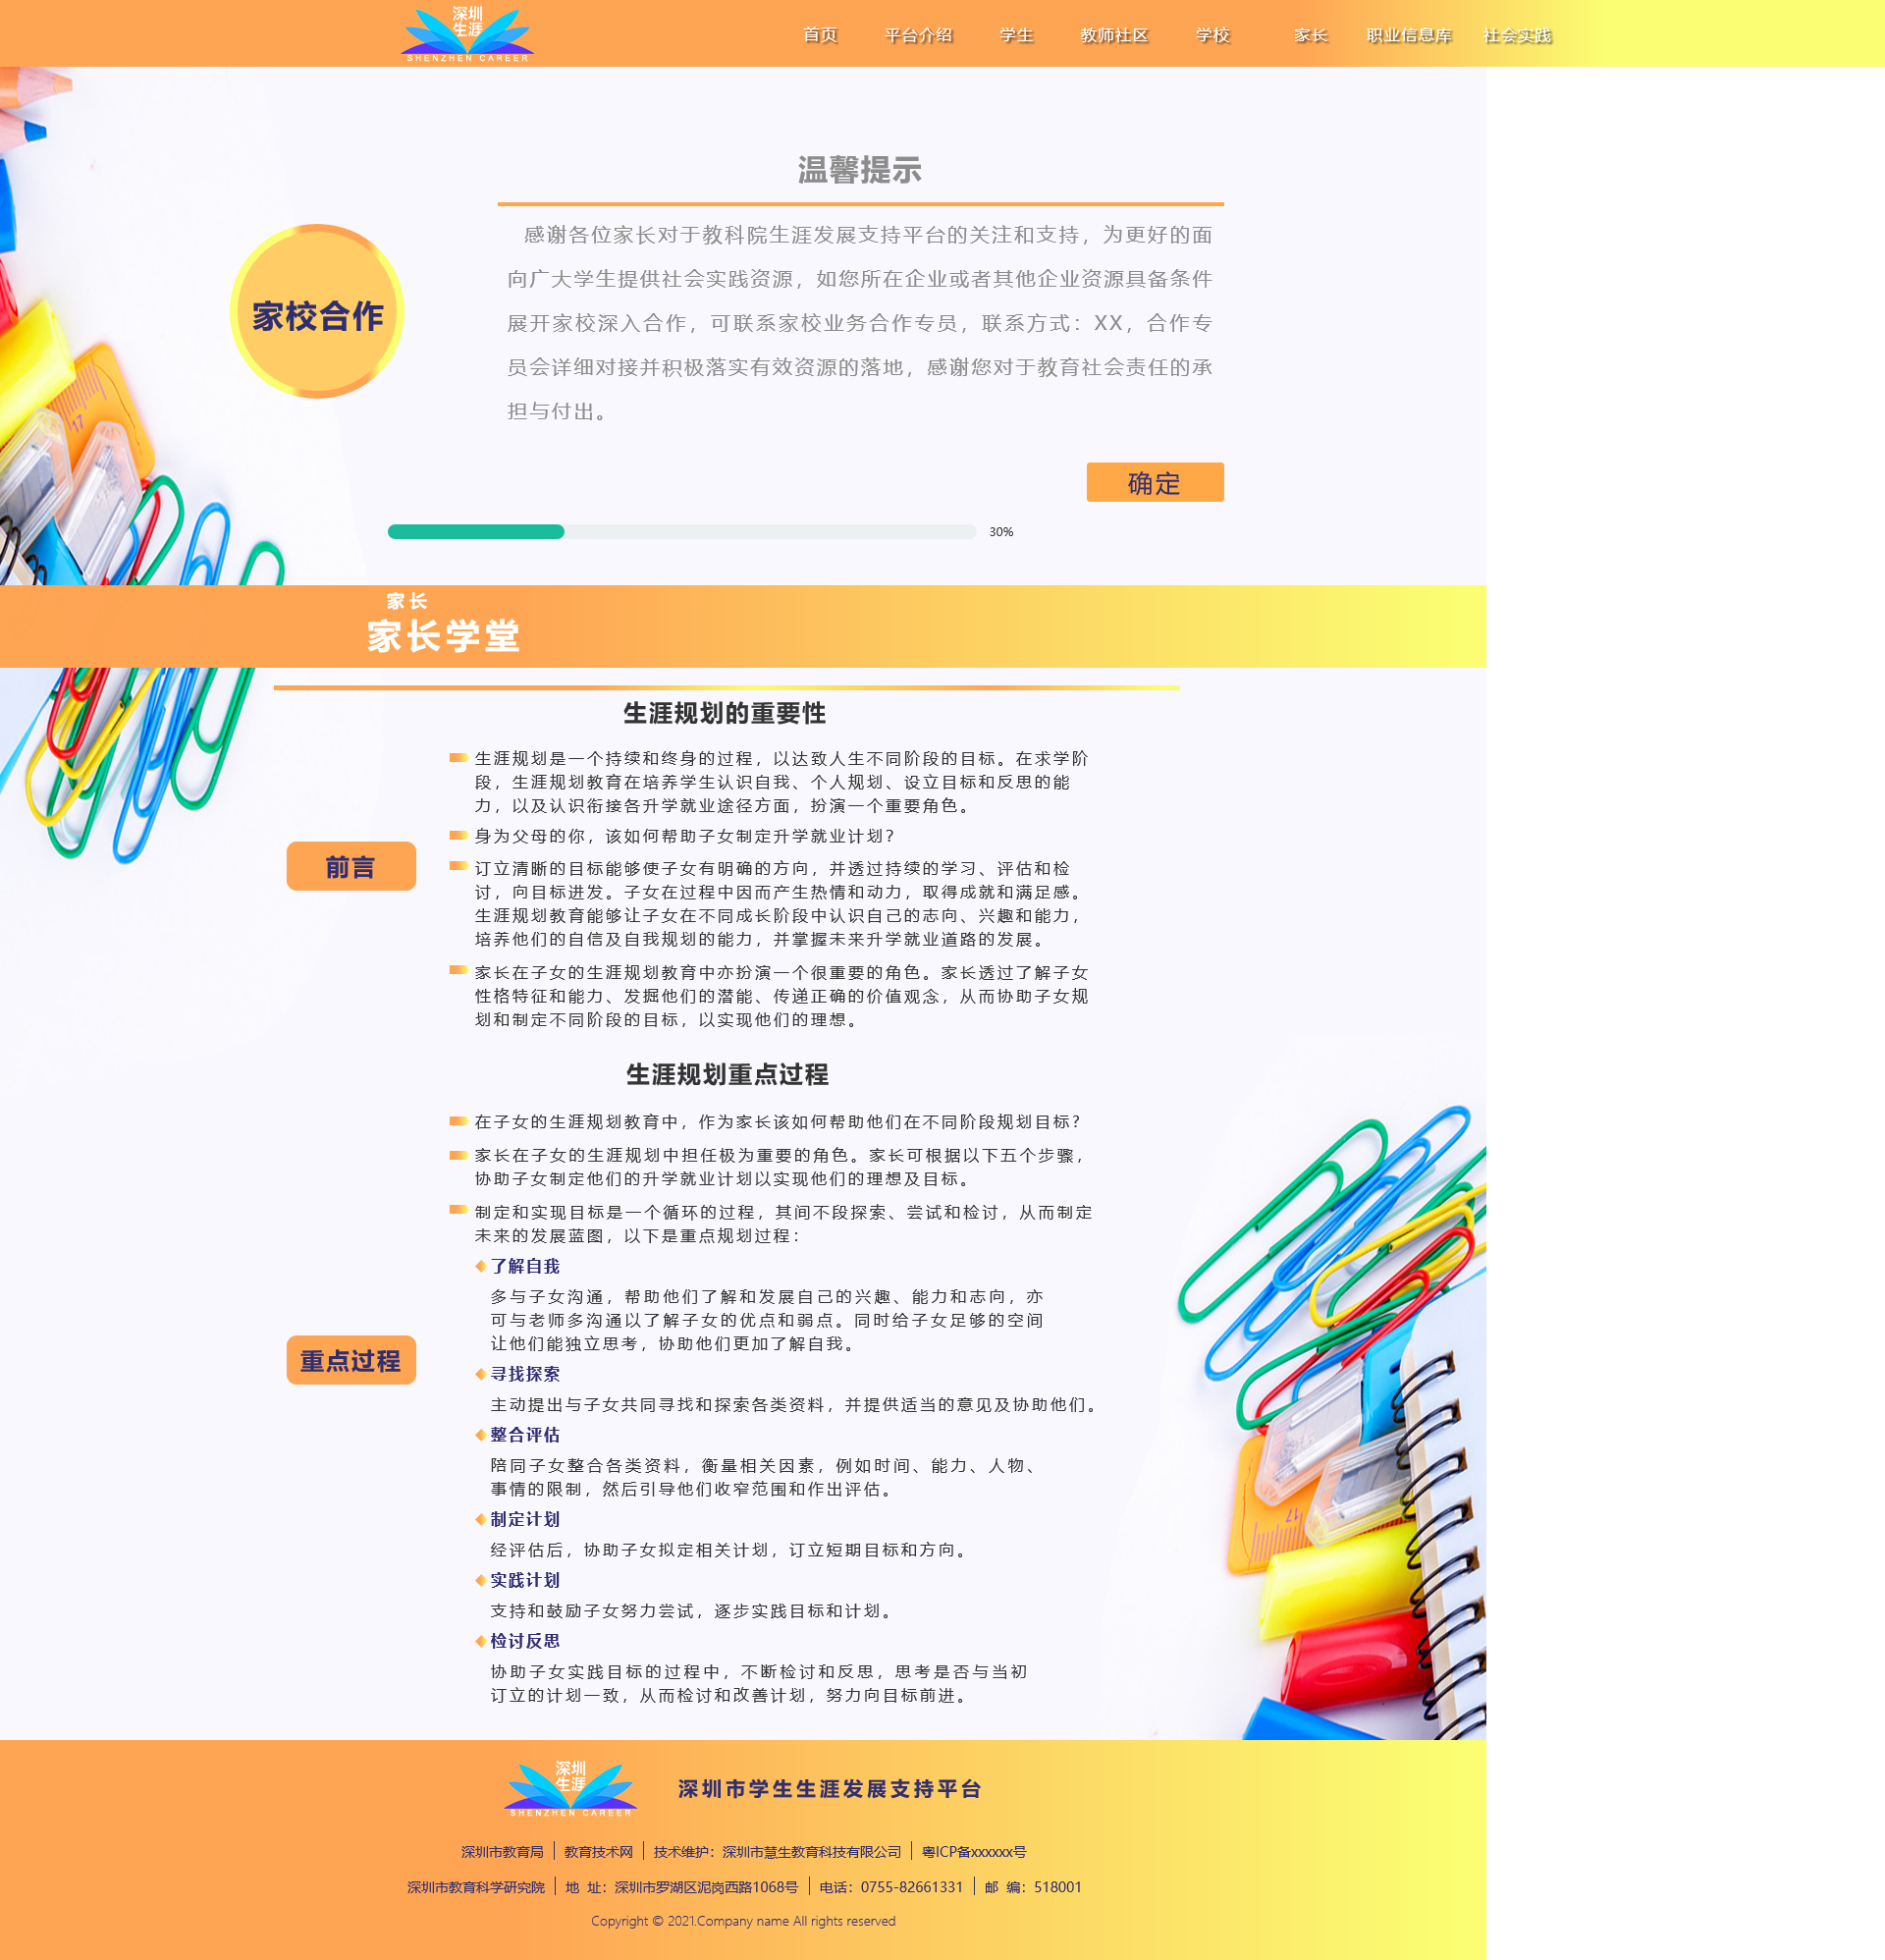 深圳
生涯
SHENZHEN CAREER
首页 平台介绍 学生 教师社区 学校 家长 职业信息库 社会实践
温馨提示
感谢各位家长对于教科院生涯发展支持平台的关注和支持，为更好的面
向广大学生提供社会实践资源，如您所在企业或者其他企业资源具备条件
展开家校深入合作，可联系家校业务合作专员，联系方式：XX，合作专
员会详细对接并积极落实有效资源的落地，感谢您对于教育社会责任的承
担与付出。
家校合作
确定
30%
家长
家长学堂
生涯规划的重要性
生涯规划是一个持续和终身的过程，以达致人生不同阶段的目标。在求学阶
段，生涯规划教育在培养学生认识自我、个人规划、设立目标和反思的能
力，以及认识衔接各升学就业途径方面，扮演一个重要角色。
身为父母的你，该如何帮助子女制定升学就业计划？
前言
订立清晰的目标能够使子女有明确的方向，并透过持续的学习、评估和检
讨，向目标进发。子女在过程中因而产生热情和动力，取得成就和满足感。
生涯规划教育能够让子女在不同成长阶段中认识自己的志向、兴趣和能力，
培养他们的自信及自我规划的能力，并掌握未来升学就业道路的发展。
家长在子女的生涯规划教育中亦扮演一个很重要的角色。家长透过了解子女
性格特征和能力、发掘他们的潜能、传递正确的价值观念，从而协助子女规
划和制定不同阶段的目标，以实现他们的理想。
生涯规划重点过程
在子女的生涯规划教育中，作为家长该如何帮助他们在不同阶段规划目标？
家长在子女的生涯规划中担任极为重要的角色。家长可根据以下五个步骤，
协助子女制定他们的升学就业计划以实现他们的理想及目标。
制定和实现目标是一个循环的过程，其间不段探索、尝试和检讨，从而制定
未来的发展蓝图，以下是重点规划过程：
了解自我
多与子女沟通，帮助他们了解和发展自己的兴趣、能力和志向，亦
可与老师多沟通以了解子女的优点和弱点。同时给子女足够的空间
让他们能独立思考，协助他们更加了解自我。
重点过程
寻找探索
主动提出与子女共同寻找和探索各类资料，并提供适当的意见及协助他们。
整合评估
陪同子女整合各类资料，衡量相关因素，例如时间、能力、人物、
事情的限制，然后引导他们收窄范围和作出评估。
制定计划
经评估后，协助子女拟定相关计划，订立短期目标和方向。
实践计划
支持和鼓励子女努力尝试，逐步实践目标和计划。
检讨反思
协助子女实践目标的过程中，不断检讨和反思，思考是否与当初
订立的计划一致，从而检讨和改善计划，努力向目标前进。
深圳
生涯
SHENZHEN CAREER
深圳市学生生涯发展支持平台
深圳市教育局 教育技术网 技术维护：深圳市慧生教育科技有限公司 粤ICP备xxxxxx号
深圳市教育科学研究院 地 址：深圳市罗湖区泥岗西路1068号 电话：0755-82661331 邮 编：518001
Copyright © 2021.Company name All rights reserved